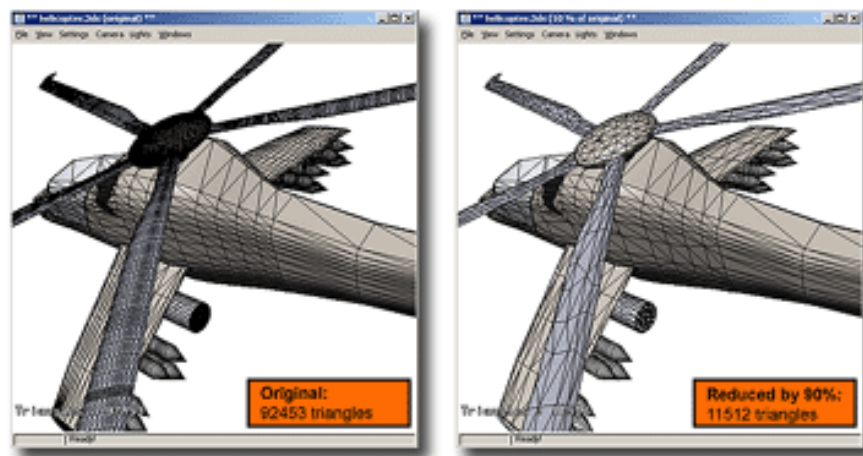 ** helicopter.3ds (original) **
File View Settings Camera Lights Windows
Original:
92453 triangles
Ready!
** helicopter.3ds (10 % of original) **
File View Settings Camera Lights Windows
Reduced by 90%:
11512 triangles
Ready!